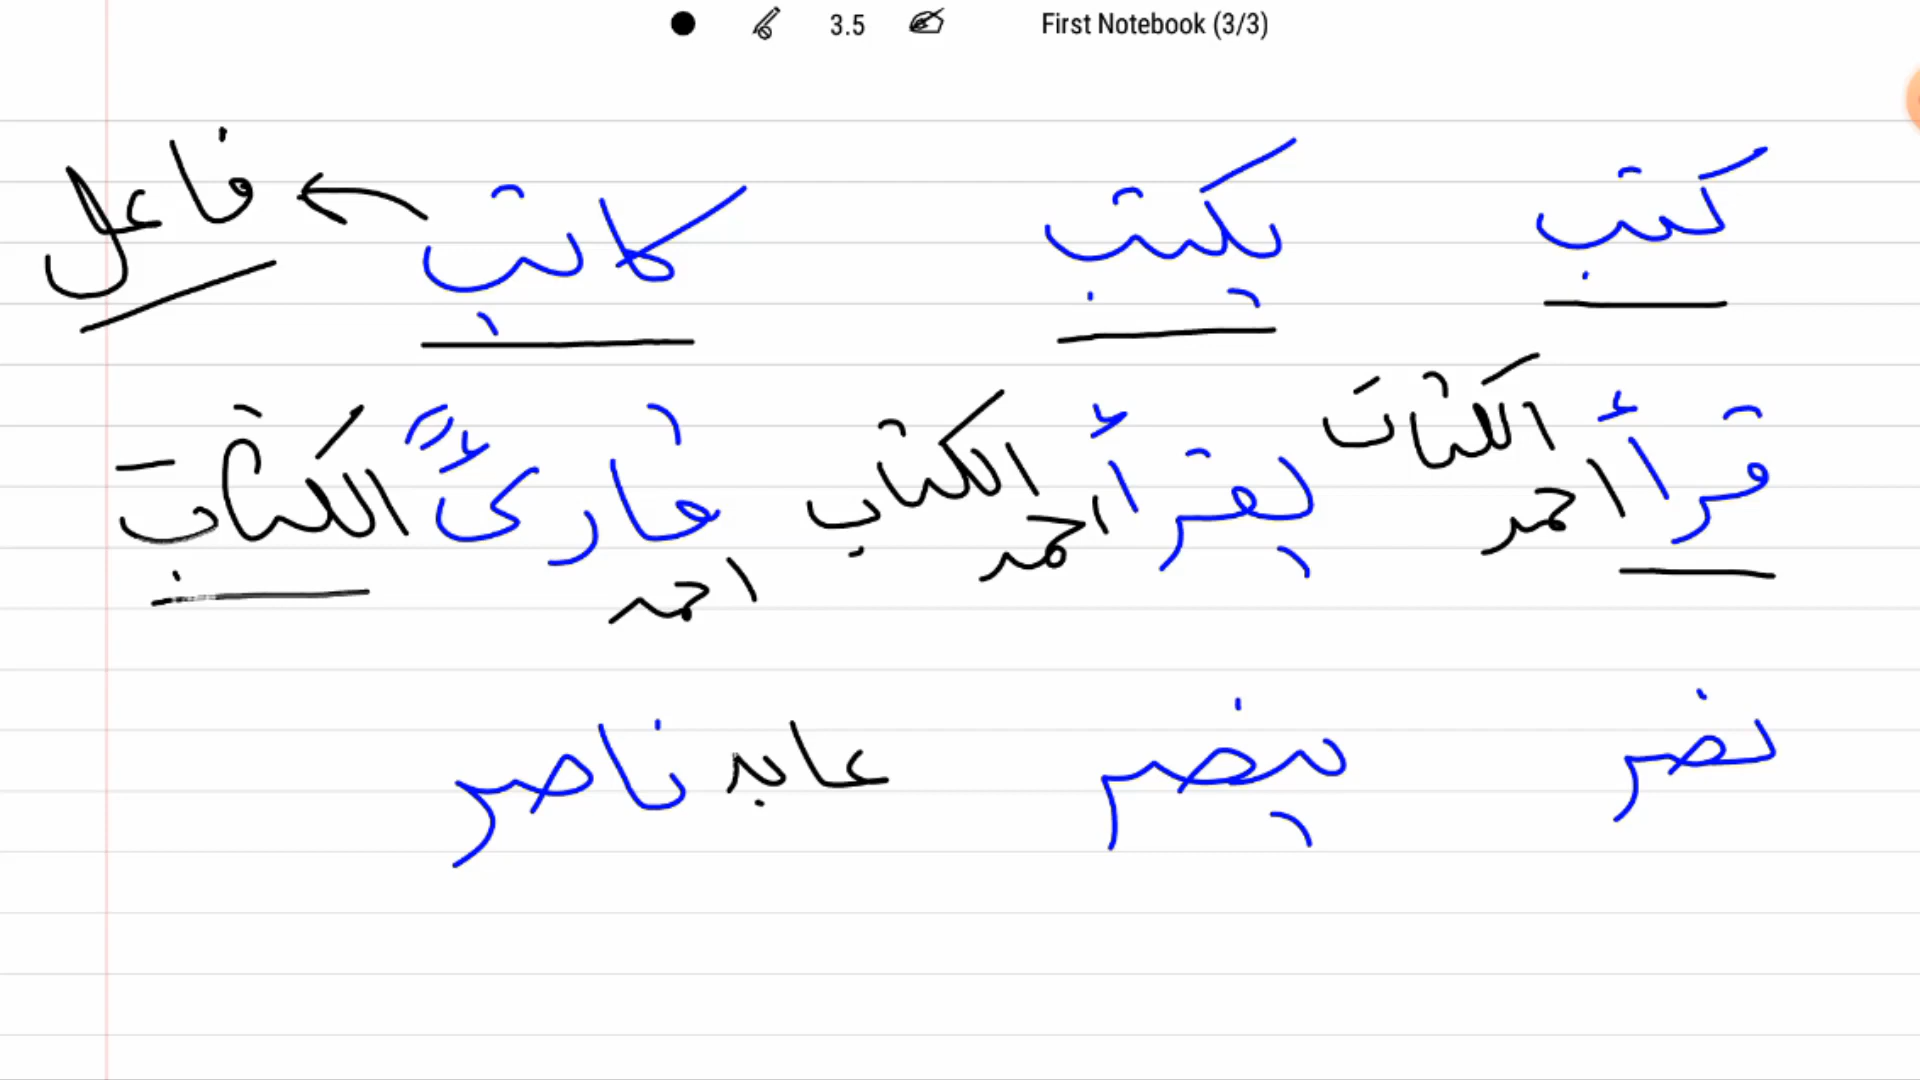 3.5 First Notebook (3/3)
كتب يكتب كاتب فاعل
قرأ احمد الكتابَ يقرأ احمد الكتاب احمد قارئٌ الكتابَ
نصر ينصر عابد ناصر